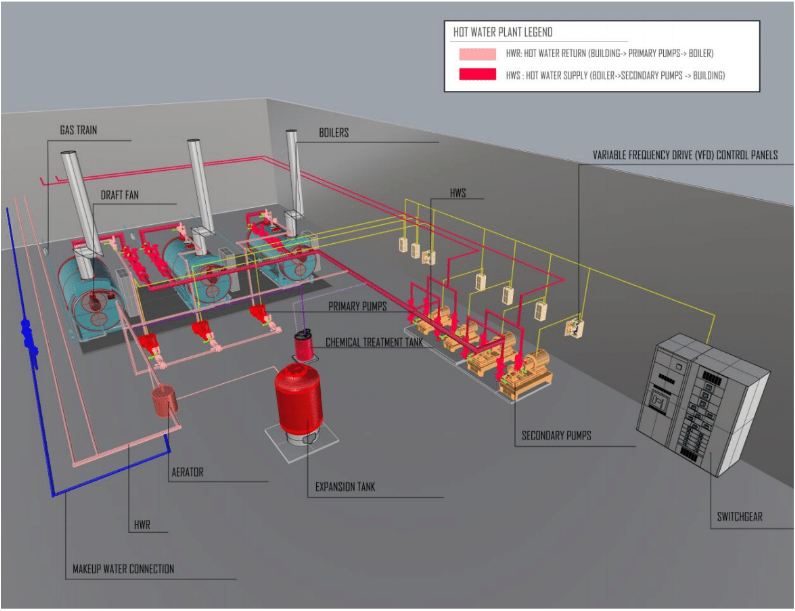 HOT WATER PLANT LEGEND
HWR: HOT WATER RETURN (BUILDING-> PRIMARY PUMPS-> BOILER)
HWS : HOT WATER SUPPLY (BOILER->SECONDARY PUMPS -> BUILDING)
GAS TRAIN
BOILERS
VARIABLE FREQUENCY DRIVE (VFD) CONTROL PANELS
DRAFT FAN
HWS
PRIMARY PUMPS
CHEMICAL TREATMENT TANK
SECONDARY PUMPS
AERATOR
EXPANSION TANK
SWITCHGEAR
HWR
MAKEUP WATER CONNECTION